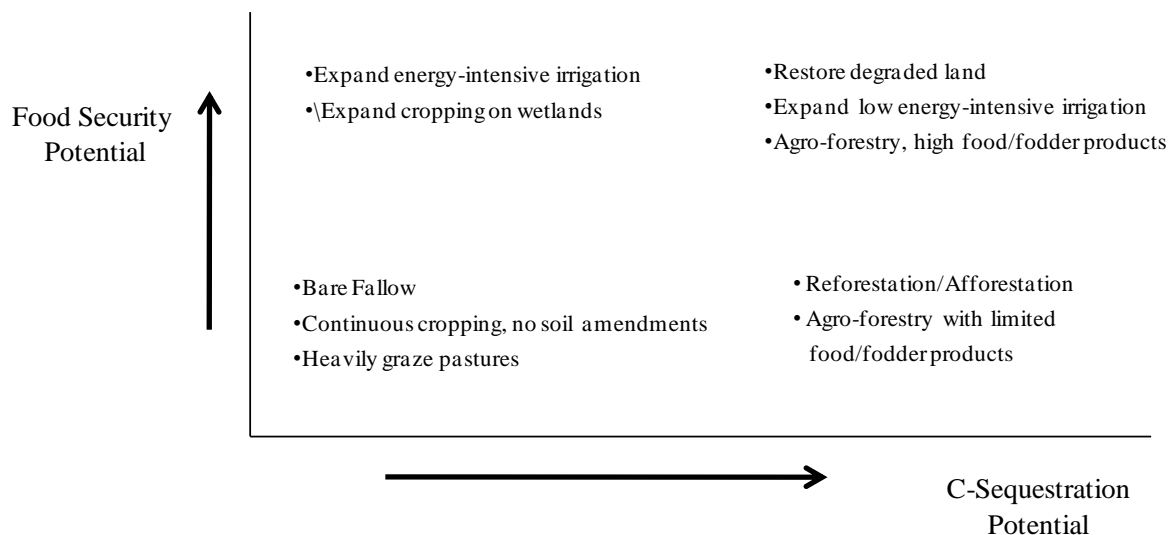 •Expand energy-intensive irrigation
•\Expand cropping on wetlands
•Restore degraded land
•Expand low energy-intensive irrigation
•Agro-forestry, high food/fodder products
Food Security
Potential
•Bare Fallow
•Continuous cropping, no soil amendments
•Heavily graze pastures
• Reforestation/Afforestation
• Agro-forestry with limited
food/fodder products
C-Sequestration
Potential